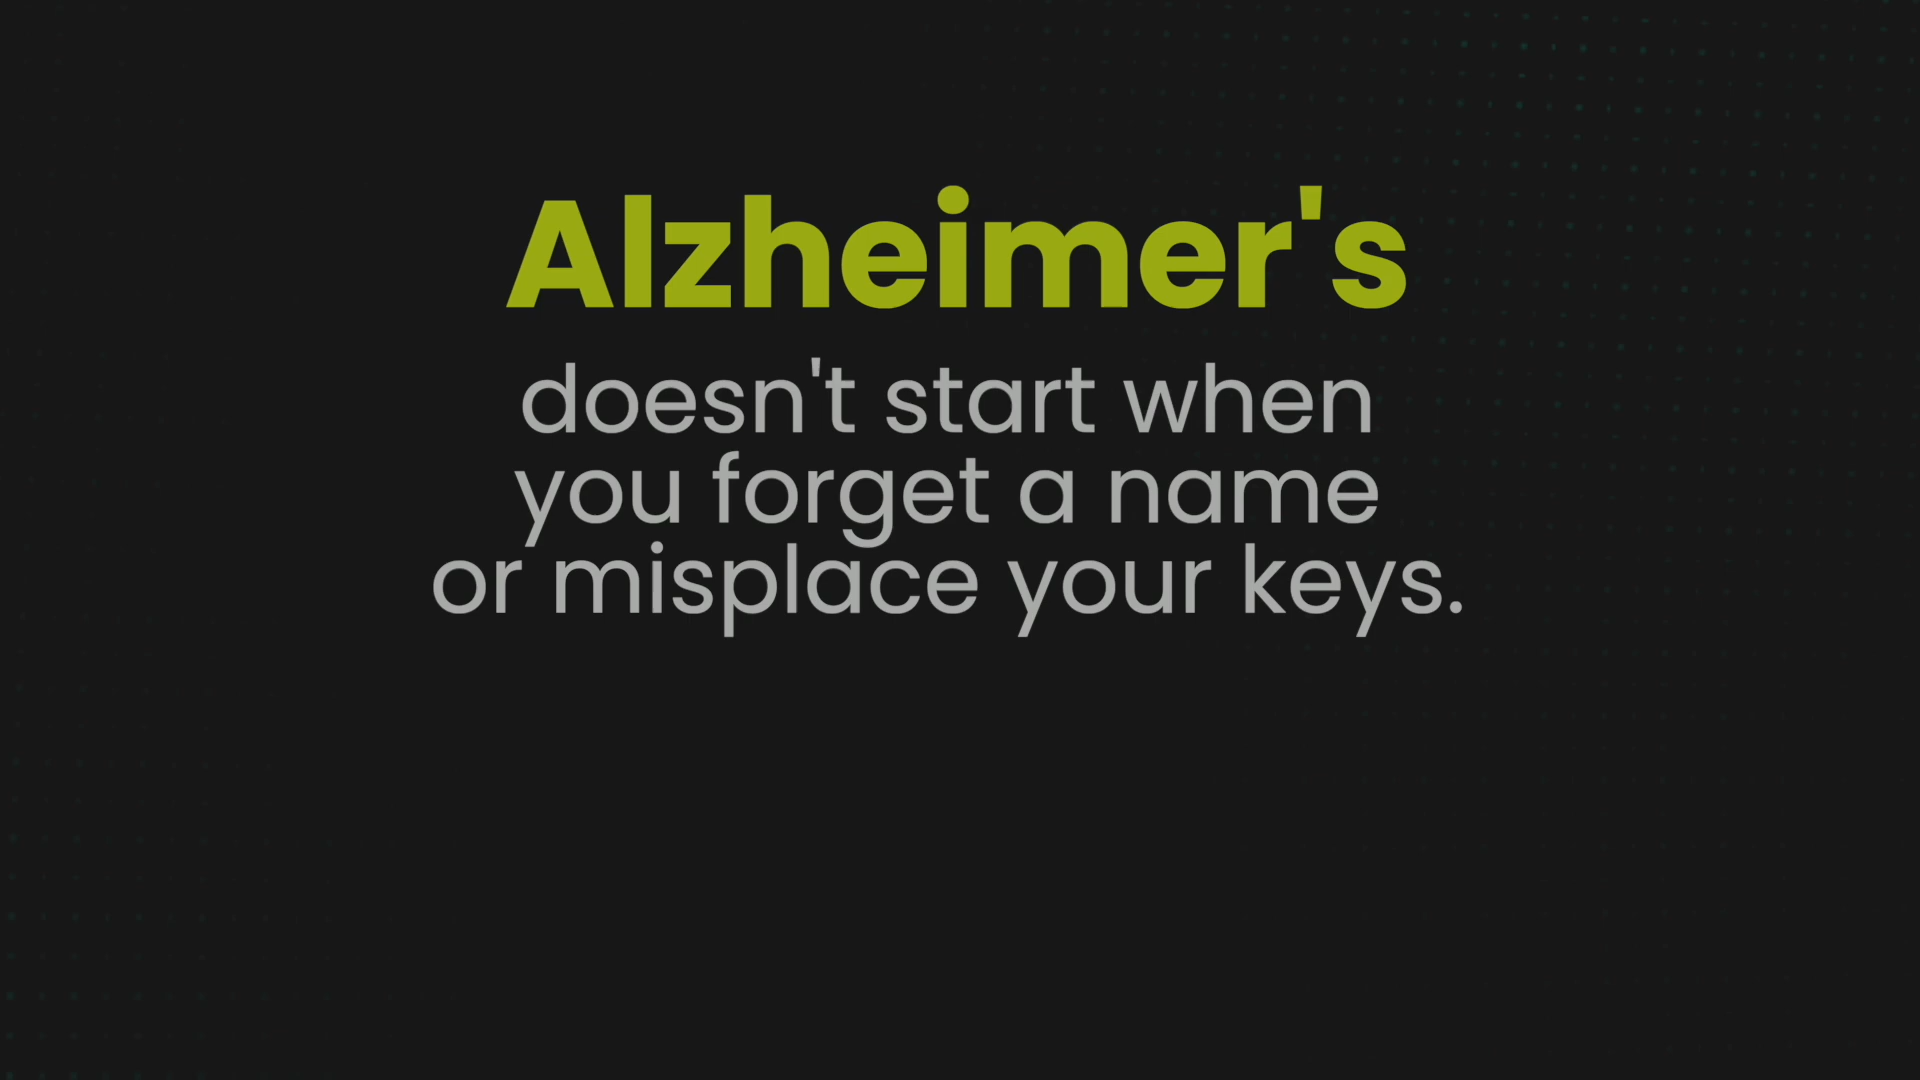 Alzheimer's
doesn't start when
you forget a name
or misplace your keys.